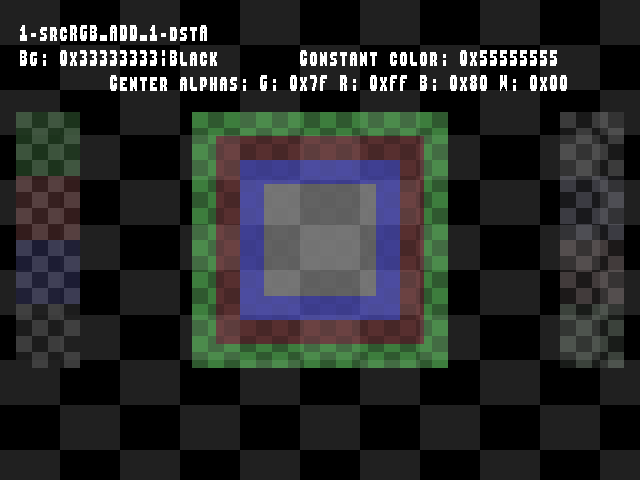 1-srcRGB_ADD_1-dstA
Bg: 0x33333333;Black Constant color: 0x55555555
Center alphas: G: 0x7f R: 0xff B: 0x80 W: 0x00